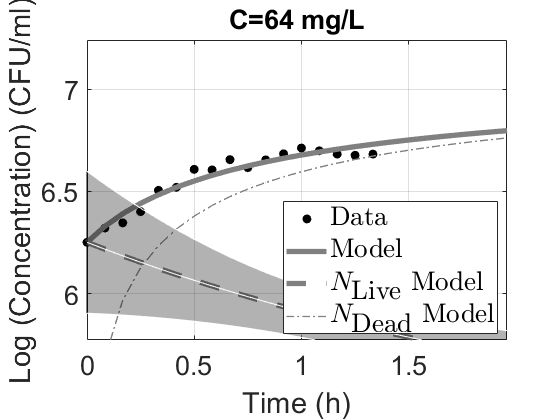 C=64 mg/L
Log (Concentration) (CFU/ml)
7
6.5
6
Data
Model
N_Live Model
N_Dead Model
0
0.5
1
1.5
Time (h)